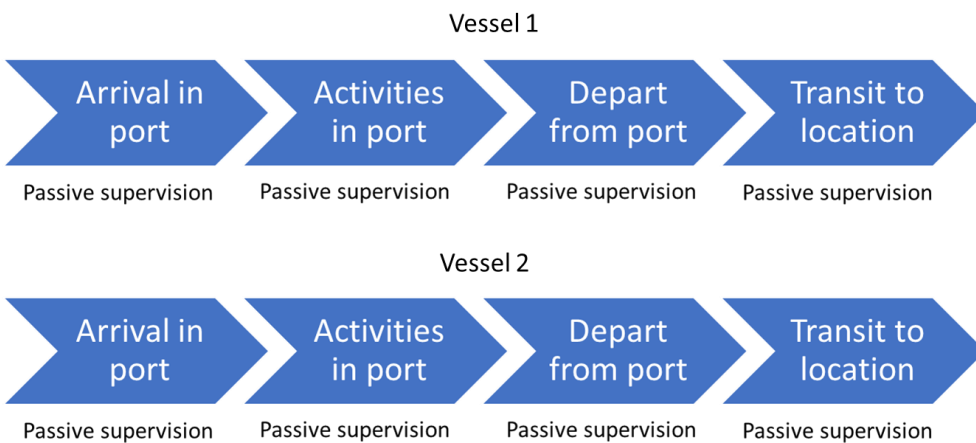 Vessel 1
Arrival in
port
Activities
in port
Depart
from port
Transit to
location
Passive supervision
Passive supervision
Passive supervision
Passive supervision
Vessel 2
Arrival in
port
Activities
in port
Depart
from port
Transit to
location
Passive supervision
Passive supervision
Passive supervision
Passive supervision